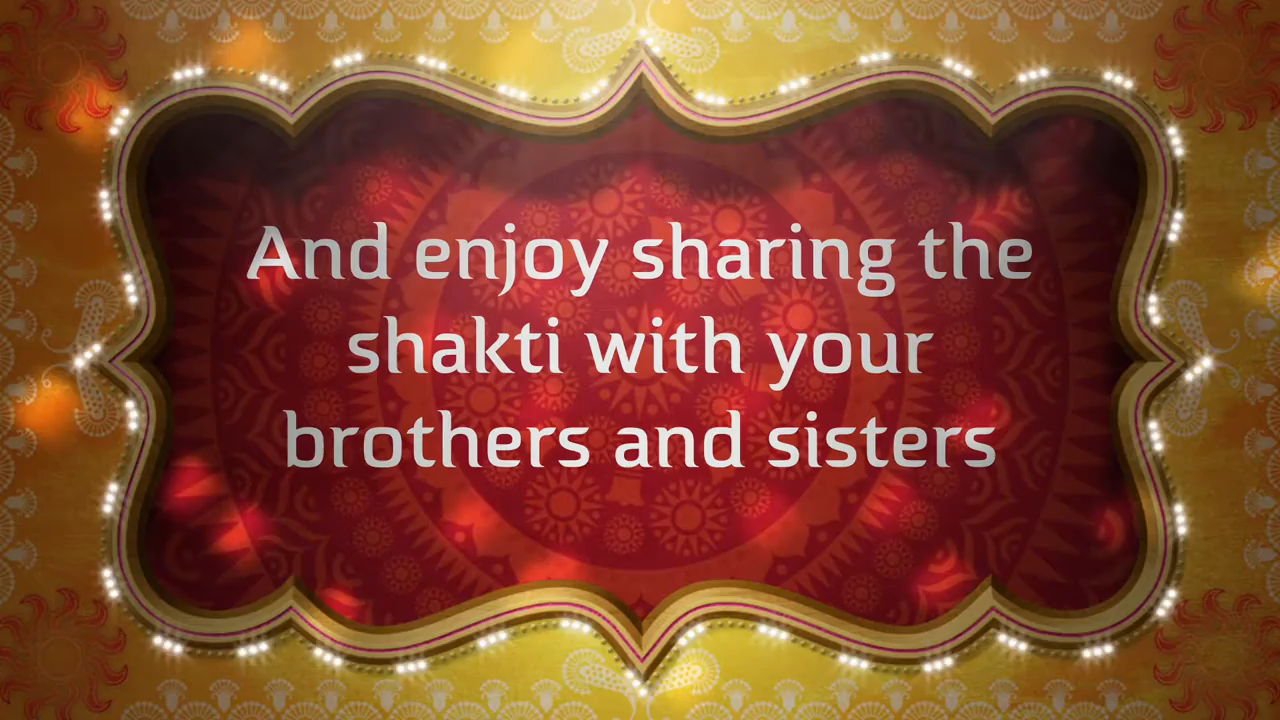 And enjoy sharing the
shakti with your
brothers and sisters